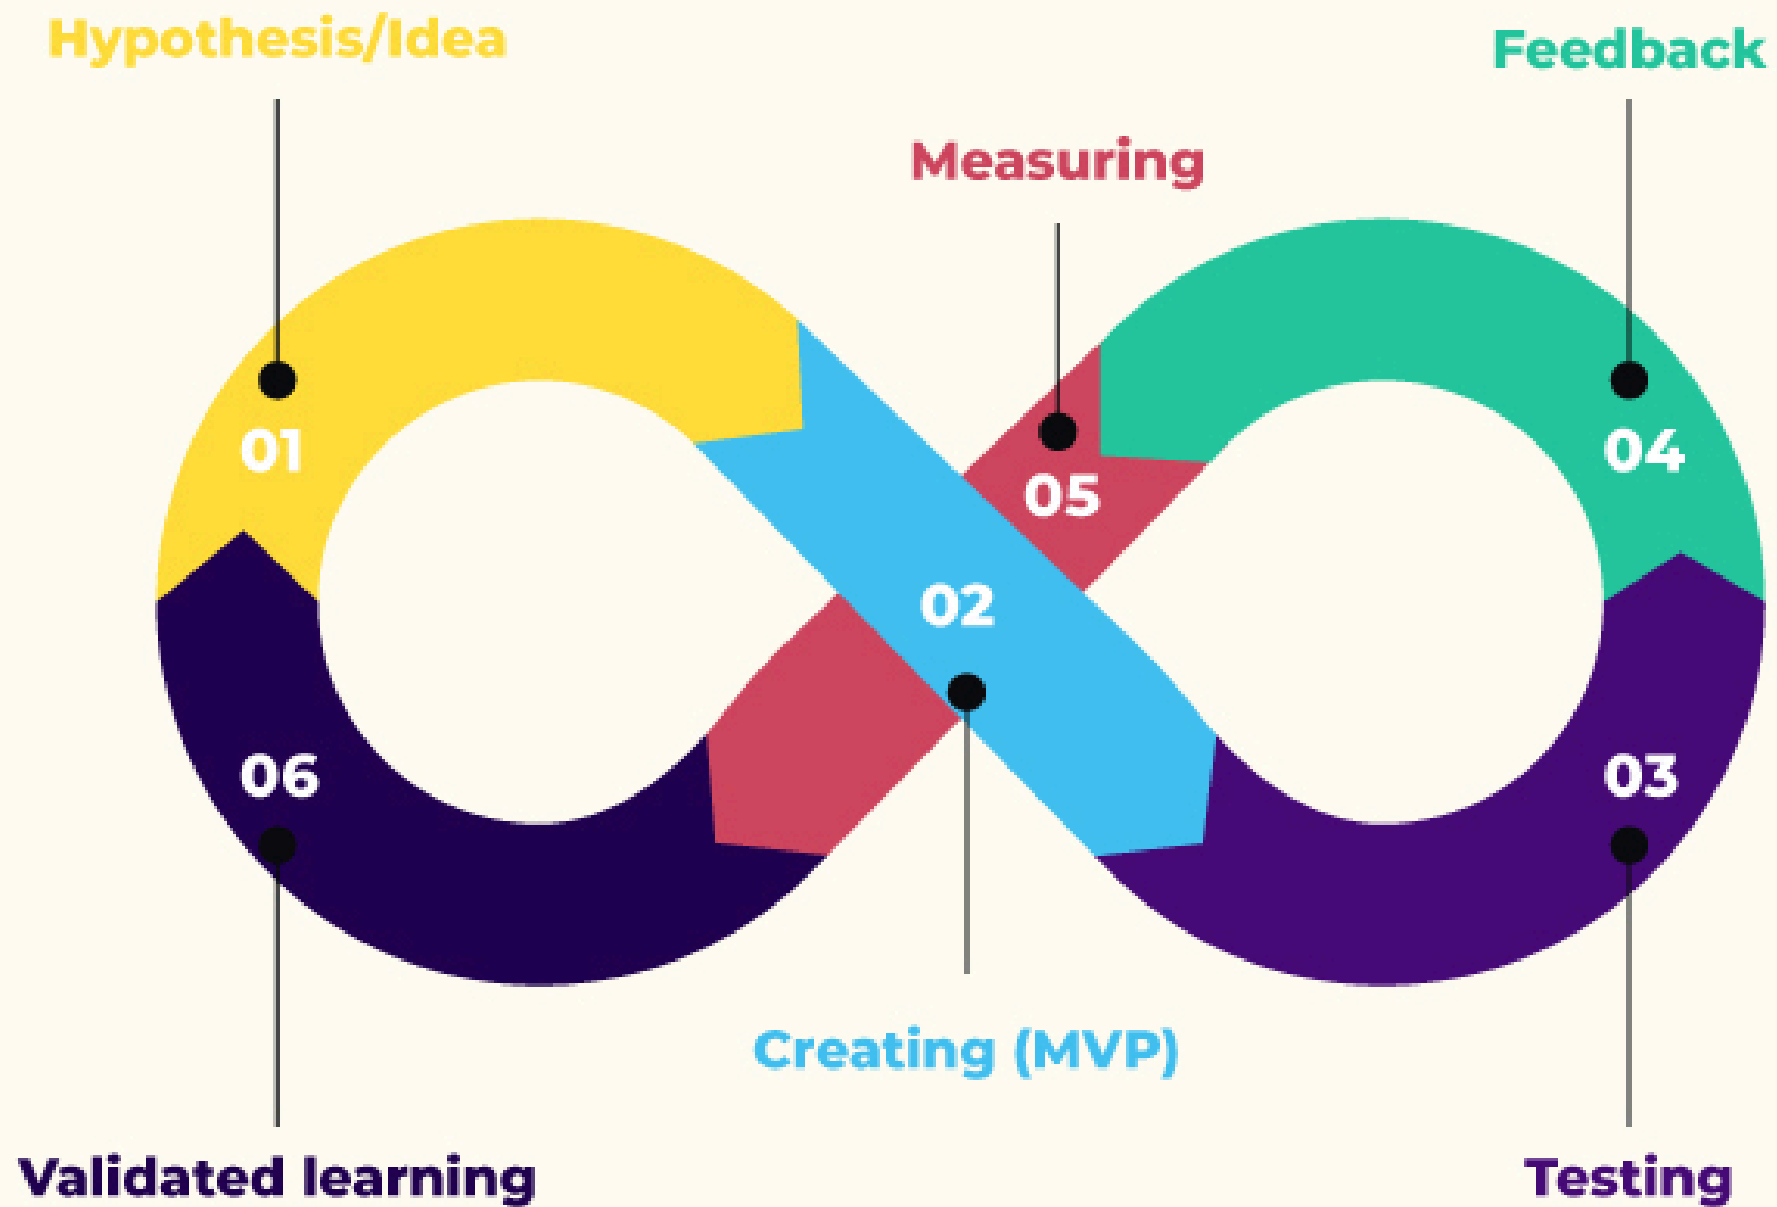 Hypothesis/Idea
Feedback
Measuring
01
04
05
02
06
03
Creating (MVP)
Validated learning
Testing